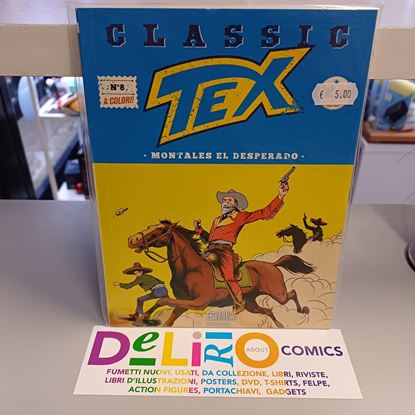 CLASSIC
N°8
A COLORI!
TEX
€ 5,00
• MONTALES EL DESPERADO •
DeLiRiO ABOUT COMICS
FUMETTI NUOVI, USATI, DA COLLEZIONE, LIBRI, RIVISTE,
LIBRI D'ILLUSTRAZIONI, POSTERS, DVD, T-SHIRTS, FELPE,
ACTION FIGURES, PORTACHIAVI, GADGETS